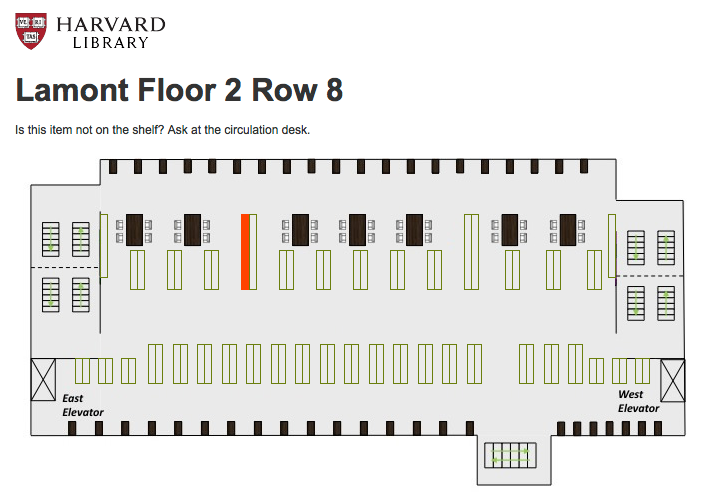 VE RI
TAS
HARVARD
LIBRARY
Lamont Floor 2 Row 8
Is this item not on the shelf? Ask at the circulation desk.
East
Elevator
West
Elevator